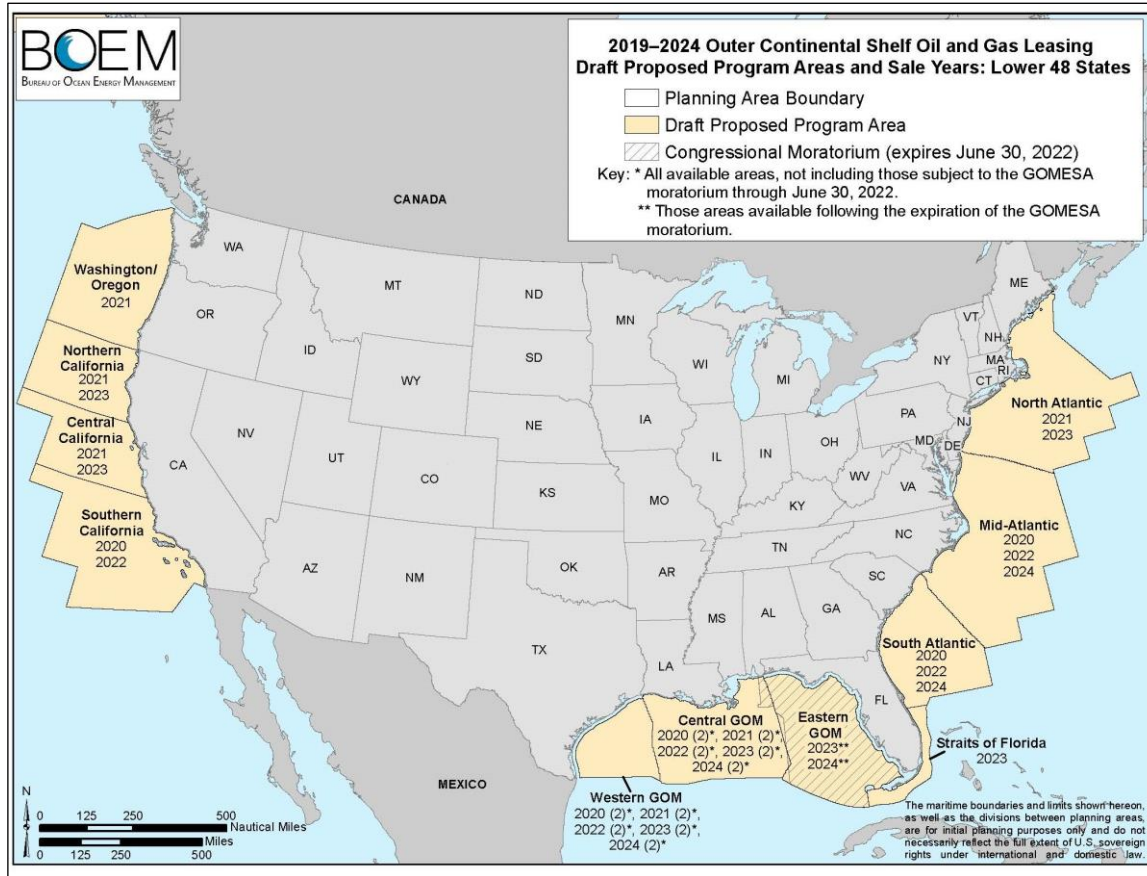 BOEM
BUREAU OF OCEAN ENERGY MANAGEMENT
2019–2024 Outer Continental Shelf Oil and Gas Leasing
Draft Proposed Program Areas and Sale Years: Lower 48 States
Planning Area Boundary
Draft Proposed Program Area
Congressional Moratorium (expires June 30, 2022)
Key: * All available areas, not including those subject to the GOMESA
moratorium through June 30, 2022.
** Those areas available following the expiration of the GOMESA
moratorium.
CANADA
Washington/
Oregon
2021
Northern
California
2021
2023
Central
California
2021
2023
Southern
California
2020
2022
WA
OR
ID
MT
ND
MN
SD
WY
NV
CA
UT
CO
NE
KS
IA
WI
MI
IL
IN
OH
MO
KY
WV
VA
PA
NY
VT
NH
ME
MA
RI
CT
NJ
MD
DE
AZ
NM
OK
AR
TN
NC
SC
MS
AL
GA
TX
LA
FL
North Atlantic
2021
2023
Mid-Atlantic
2020
2022
2024
South Atlantic
2020
2022
2024
Straits of Florida
2023
Central GOM
2020 (2)*, 2021 (2)*,
2022 (2)*, 2023 (2)*,
2024 (2)*
Eastern
GOM
2023**
2024**
Western GOM
2020 (2)*, 2021 (2)*,
2022 (2)*, 2023 (2)*,
2024 (2)*
MEXICO
N
0 125 250 500
Nautical Miles
Miles
0 125 250 500
The maritime boundaries and limits shown hereon,
as well as the divisions between planning areas,
are for initial planning purposes only and do not
necessarily reflect the full extent of U.S. sovereign
rights under international and domestic law.